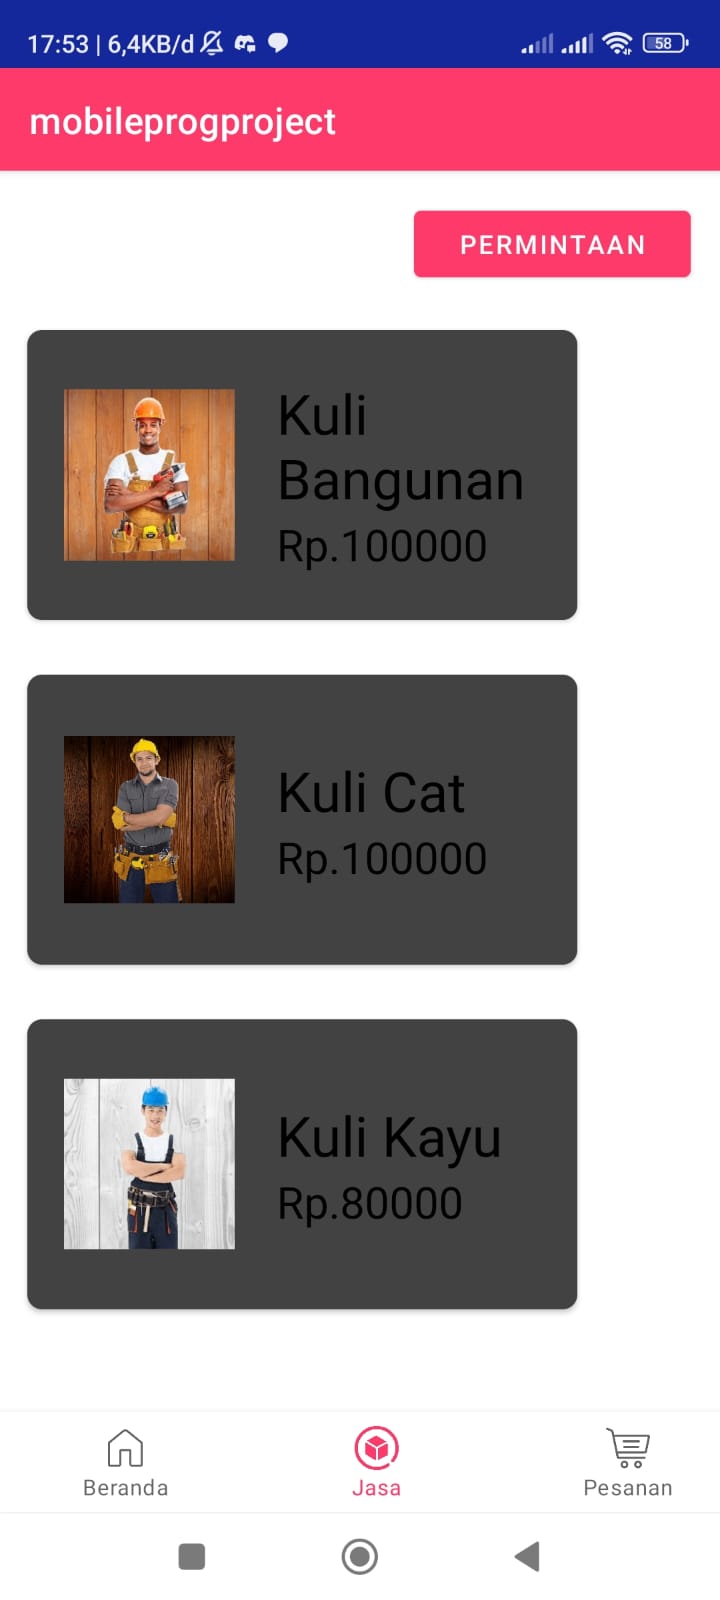 17:53 | 6,4KB/d
58
mobileprogproject
PERMINTAAN
Kuli
Bangunan
Rp.100000
Kuli Cat
Rp.100000
Kuli Kayu
Rp.80000
Beranda
Jasa
Pesanan